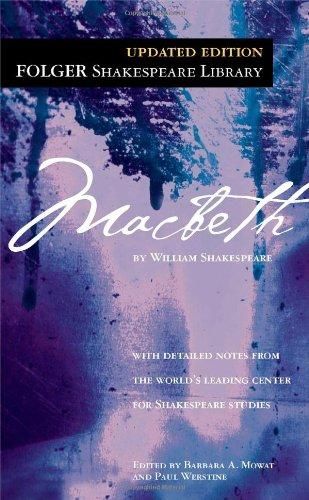 UPDATED EDITION
FOLGER SHAKESPEARE LIBRARY
Macbeth
BY WILLIAM SHAKESPEARE
WITH DETAILED NOTES FROM
THE WORLD'S LEADING CENTER
FOR SHAKESPEARE STUDIES
EDITED BY BARBARA A. MOWAT
AND PAUL WERSTINE